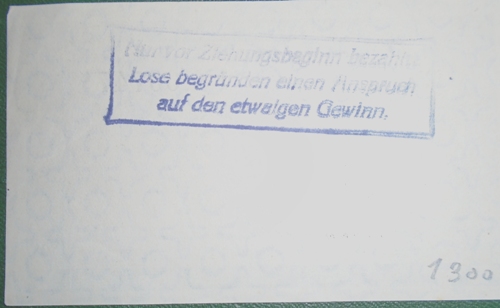 Nur vor Ziehungsbeginn bezahlte
Lose begründen einen Anspruch
auf den etwaigen Gewinn.
1300